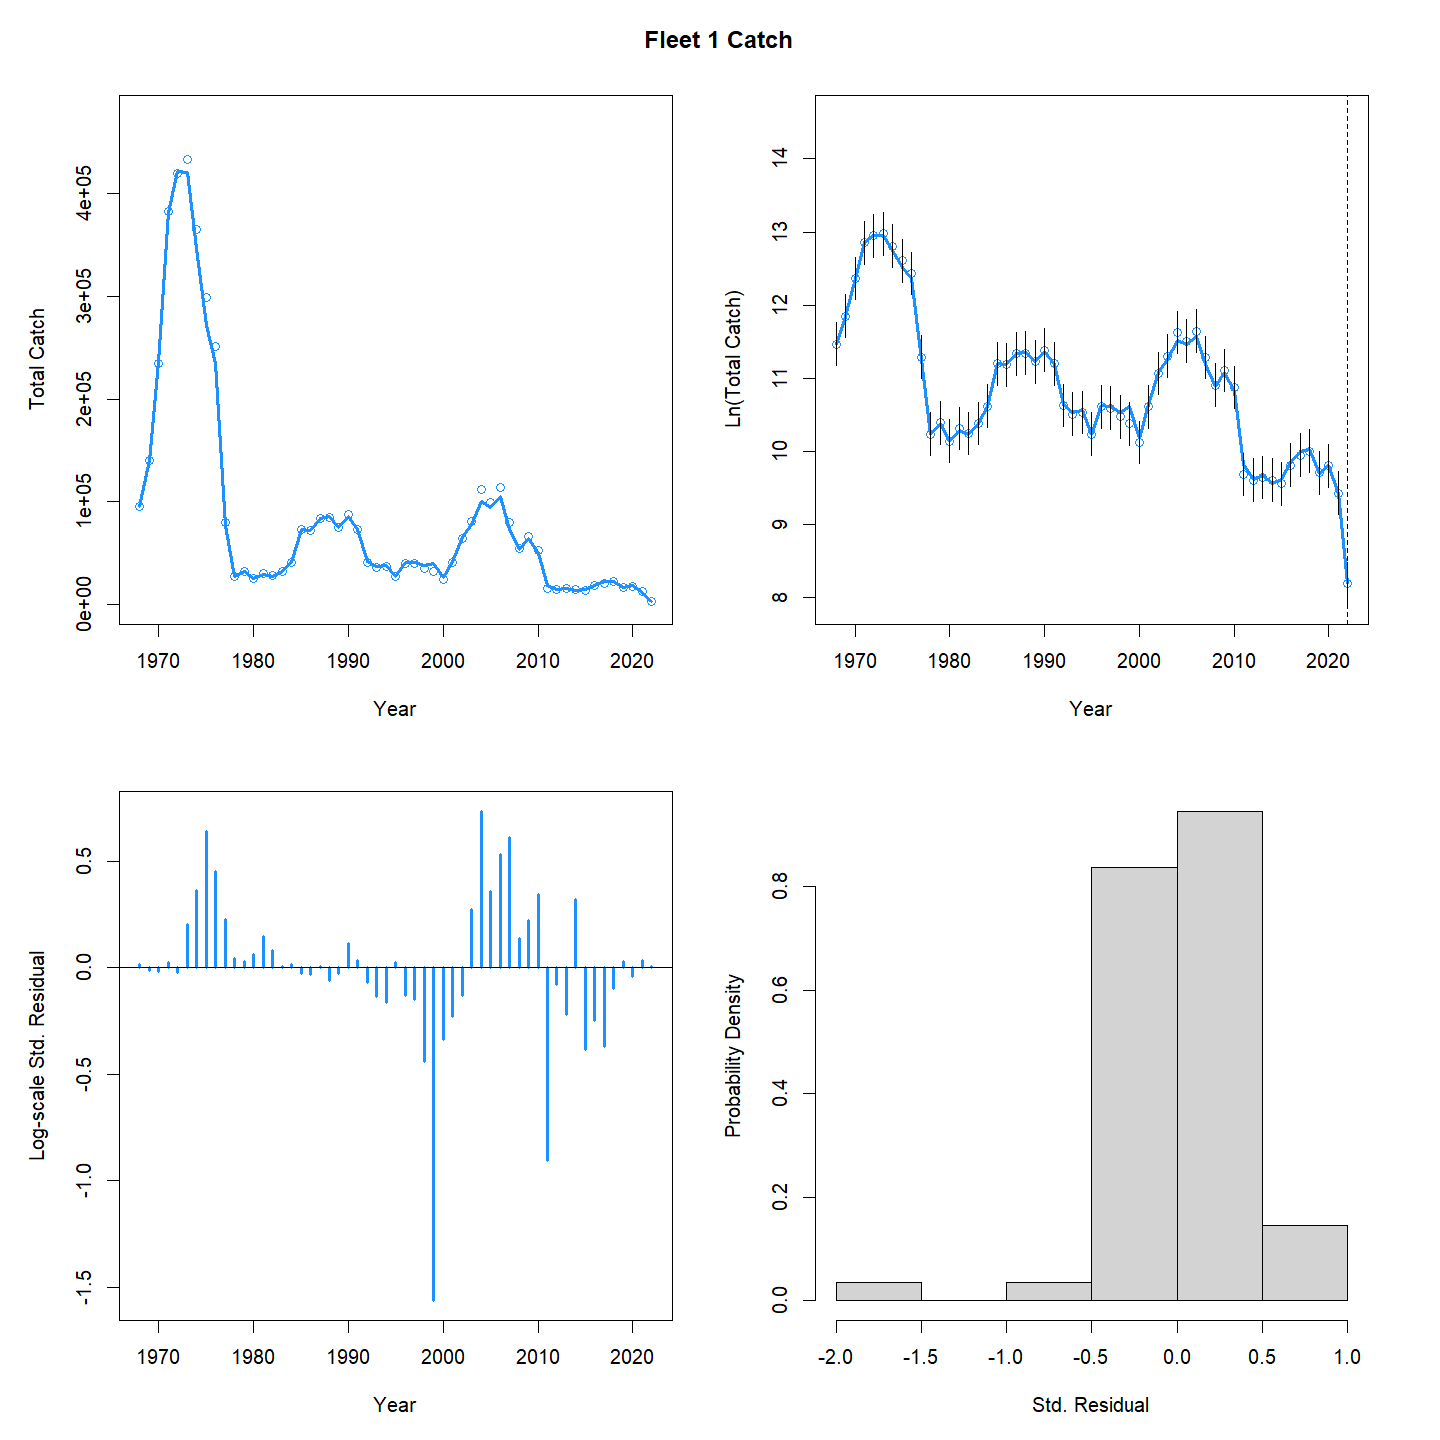 Fleet 1 Catch
Total Catch
0e+00 1e+05 2e+05 3e+05 4e+05
1970 1980 1990 2000 2010 2020
Year
Ln(Total Catch)
8 9 10 11 12 13 14
1970 1980 1990 2000 2010 2020
Year
Log-scale Std. Residual
-1.5 -1.0 -0.5 0.0 0.5
1970 1980 1990 2000 2010 2020
Year
Probability Density
0.0 0.2 0.4 0.6 0.8
-2.0 -1.5 -1.0 -0.5 0.0 0.5 1.0
Std. Residual